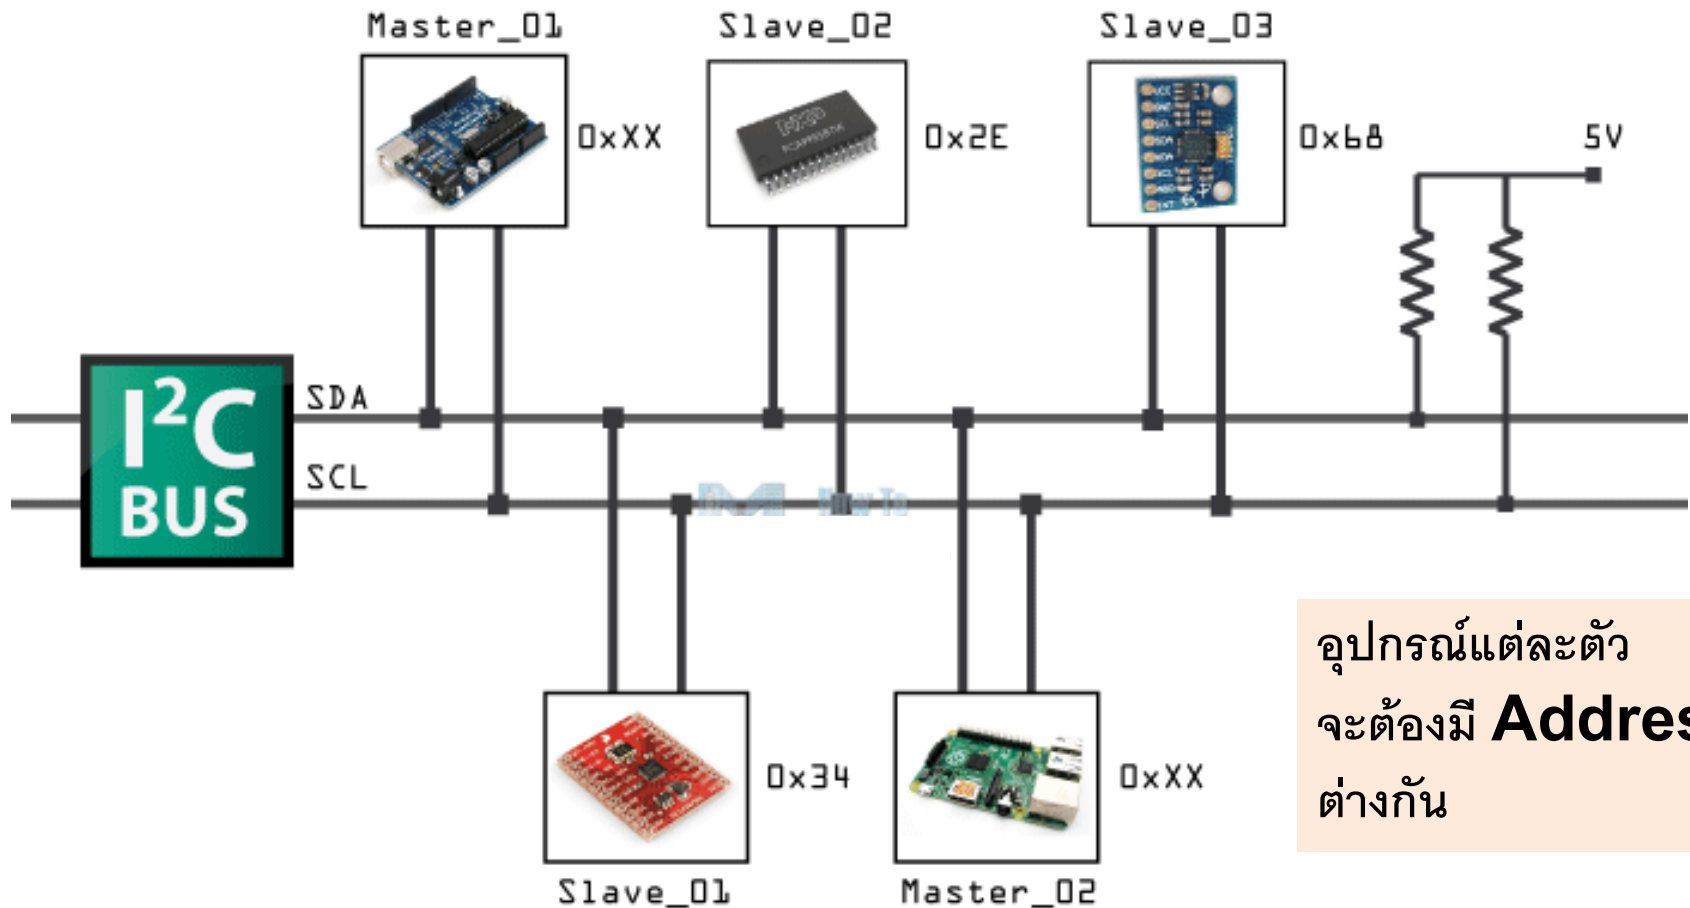 Master_01
Slave_02
Slave_03
0xXX
0x2E
0x68
5V
I²C
BUS
SDA
SCL
How To
อุปกรณ์แต่ละตัว
จะต้องมี Addres
ต่างกัน
0x34
0xXX
Slave_01
Master_02